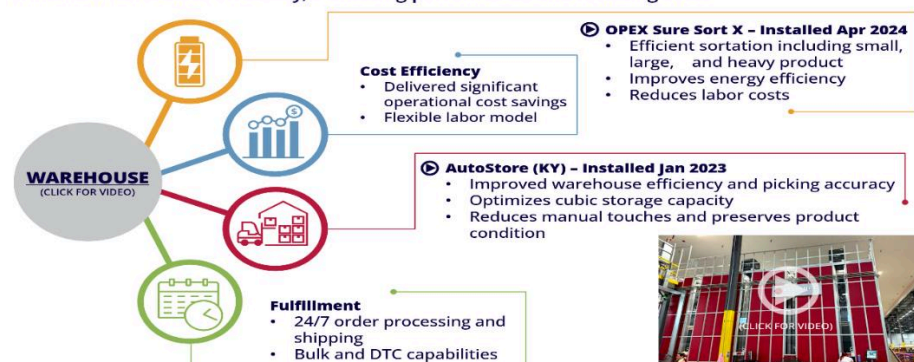 OPEX Sure Sort X – Installed Apr 2024
• Efficient sortation including small,
large, and heavy product
• Improves energy efficiency
• Reduces labor costs
Cost Efficiency
• Delivered significant
operational cost savings
• Flexible labor model
WAREHOUSE
(CLICK FOR VIDEO)
AutoStore (KY) – Installed Jan 2023
• Improved warehouse efficiency and picking accuracy
• Optimizes cubic storage capacity
• Reduces manual touches and preserves product
condition
(CLICK FOR VIDEO)
Fulfillment
• 24/7 order processing and
shipping
• Bulk and DTC capabilities